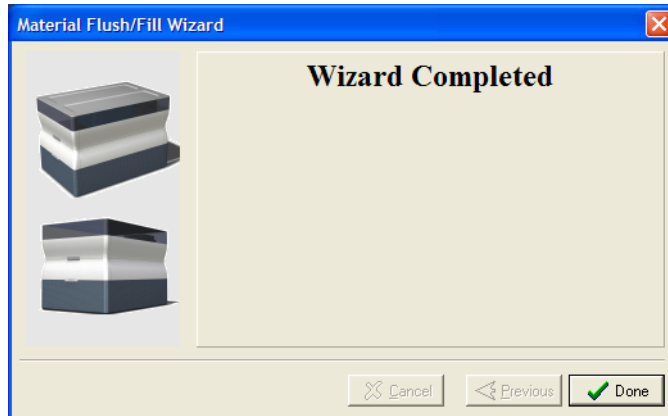 Material Flush/Fill Wizard
Wizard Completed
Cancel
Previous
Done